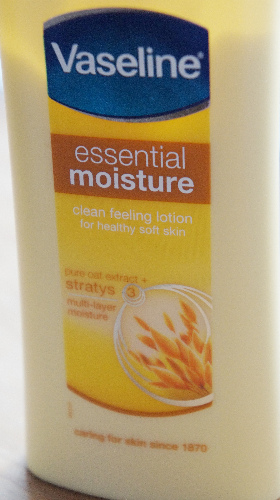 Vaseline®
essential
moisture
clean feeling lotion
for healthy soft skin
pure oat extract +
stratys 3
multi-layer
moisture
caring for skin since 1870